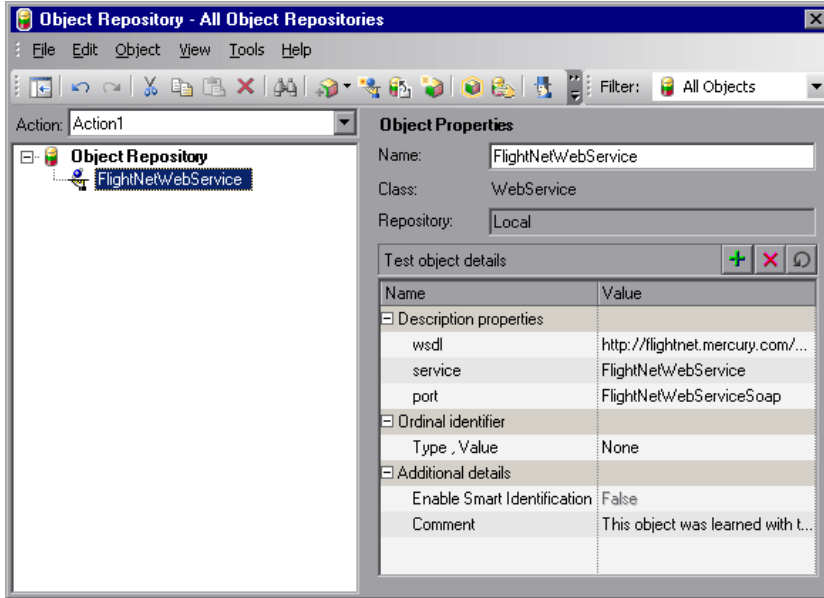 Object Repository - All Object Repositories
File Edit Object View Tools Help
Filter: All Objects
Action: Action1
Object Repository
FlightNetWebService
Object Properties
Name: FlightNetWebService
Class: WebService
Repository: Local
Test object details
Name Value
Description properties
wsdl http://flightnet.mercury.com/...
service FlightNetWebService
port FlightNetWebServiceSoap
Ordinal identifier
Type , Value None
Additional details
Enable Smart Identification False
Comment This object was learned with t...